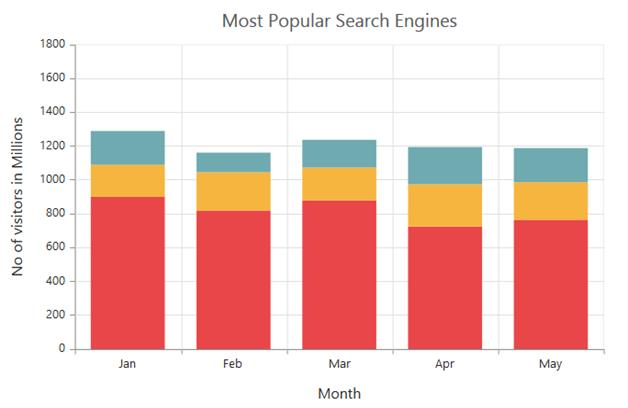 Most Popular Search Engines
No of visitors in Millions
1800
1600
1400
1200
1000
800
600
400
200
0
Jan Feb Mar Apr May
Month